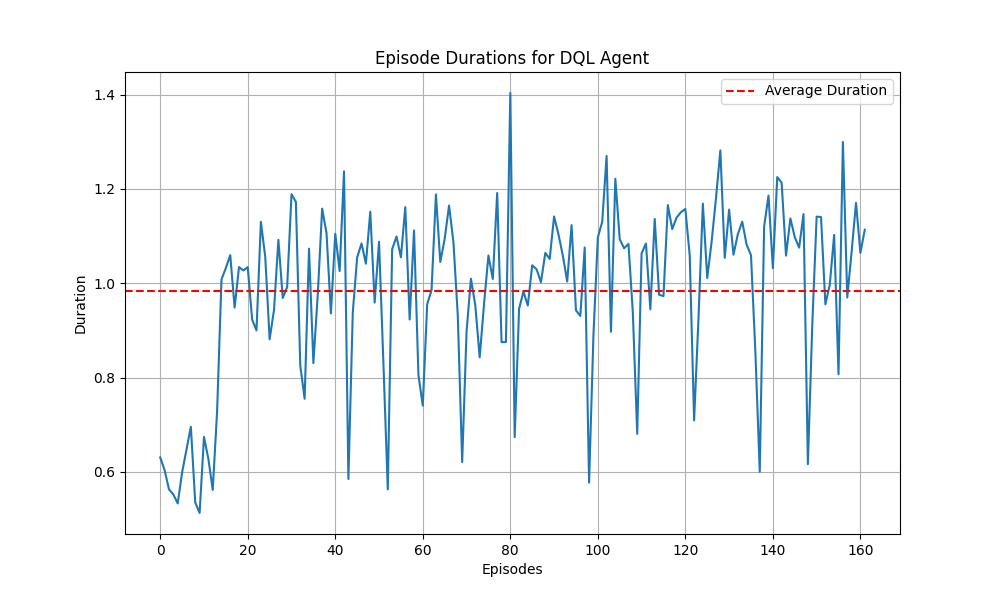 Episode Durations for DQL Agent
Average Duration
1.4
1.2
1.0
0.8
0.6
Duration
0 20 40 60 80 100 120 140 160
Episodes